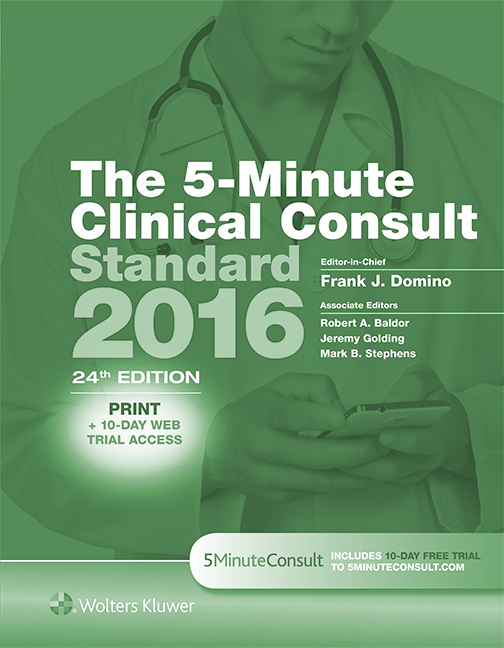 The 5-Minute
Clinical Consult
Standard
2016
24th EDITION
PRINT
+ 10-DAY WEB
TRIAL ACCESS
Editor-in-Chief
Frank J. Domino
Associate Editors
Robert A. Baldor
Jeremy Golding
Mark B. Stephens
5MinuteConsult
INCLUDES 10-DAY FREE TRIAL
TO 5MINUTECONSULT.COM
Wolters Kluwer